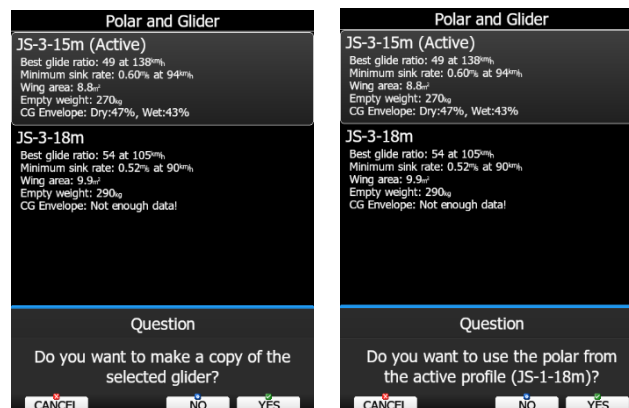 Polar and Glider
JS-3-15m (Active)
Best glide ratio: 49 at 138km/h
Minimum sink rate: 0.60m/s at 94km/h
Wing area: 8.8m²
Empty weight: 270kg
CG Envelope: Dry:47%, Wet:43%
JS-3-18m
Best glide ratio: 54 at 105km/h
Minimum sink rate: 0.52m/s at 90km/h
Wing area: 9.9m²
Empty weight: 290kg
CG Envelope: Not enough data!
Question
Do you want to make a copy of the
selected glider?
CANCEL NO YES
Polar and Glider
JS-3-15m (Active)
Best glide ratio: 49 at 138km/h
Minimum sink rate: 0.60m/s at 94km/h
Wing area: 8.8m²
Empty weight: 270kg
CG Envelope: Dry:47%, Wet:43%
JS-3-18m
Best glide ratio: 54 at 105km/h
Minimum sink rate: 0.52m/s at 90km/h
Wing area: 9.9m²
Empty weight: 290kg
CG Envelope: Not enough data!
Question
Do you want to use the polar from
the active profile (JS-1-18m)?
CANCEL NO YES